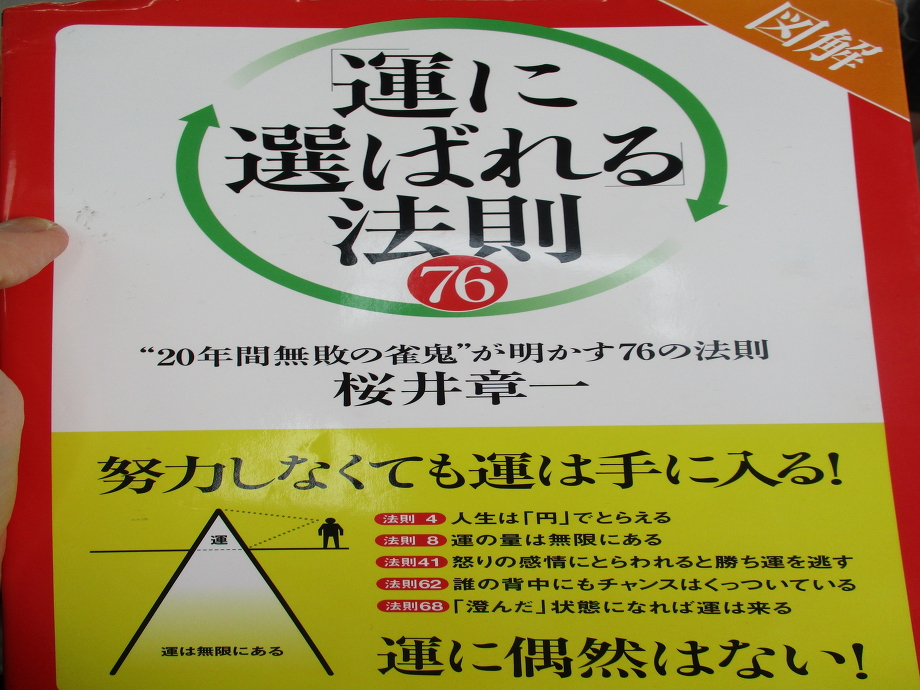 図解
「運に
選ばれる」
法則
76
“20年間無敗の雀鬼”が明かす76の法則
桜井章一
努力しなくても運は手に入る!
運
運は無限にある
法則 4 人生は「円」でとらえる
法則 8 運の量は無限にある
法則41 怒りの感情にとらわれると勝ち運を逃す
法則62 誰の背中にもチャンスはくっついている
法則68 「澄んだ」状態になれば運は来る
運に偶然はない!